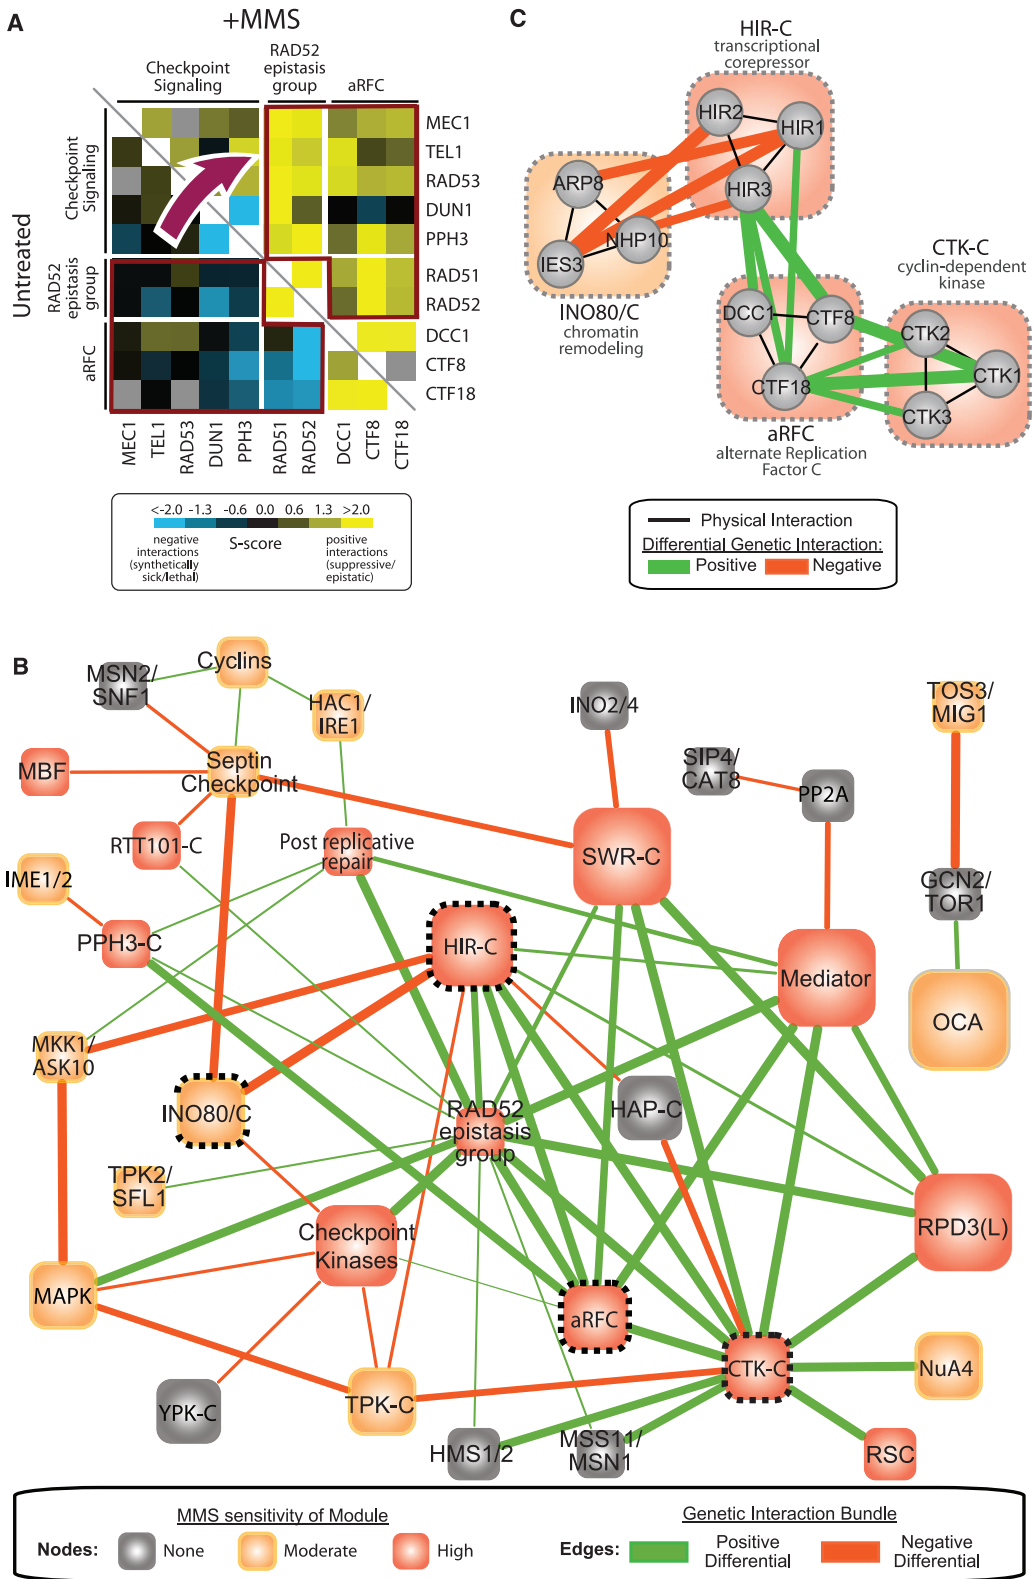 A
+MMS
Checkpoint
Signaling
RAD52
epistasis
group
aRFC
Untreated
Checkpoint
Signaling
RAD52
epistasis
group
aRFC
MEC1
TEL1
RAD53
DUN1
PPH3
RAD51
RAD52
DCC1
CTF8
CTF18
MEC1
TEL1
RAD53
DUN1
PPH3
RAD51
RAD52
DCC1
CTF8
CTF18
<-2.0 -1.3 -0.6 0.0 0.6 1.3 >2.0
negative
interactions
(synthetically
sick/lethal)
S-score
positive
interactions
(suppressive/
epistatic)
C
HIR-C
transcriptional
corepressor
HIR2
HIR1
HIR3
ARP8
NHP10
IES3
INO80/C
chromatin
remodeling
CTK-C
cyclin-dependent
kinase
DCC1
CTF8
CTF18
CTK2
CTK1
CTK3
aRFC
alternate Replication
Factor C
Physical Interaction
Differential Genetic Interaction:
Positive
Negative
B
MSN2/
SNF1
Cyclins
HAC1/
IRE1
INO2/4
TOS3/
MIG1
MBF
Septin
Checkpoint
SIP4/
CAT8
PP2A
RTT101-C
Post replicative
repair
SWR-C
IME1/2
GCN2/
TOR1
PPH3-C
HIR-C
Mediator
OCA
MKK1/
ASK10
INO80/C
RAD52
epistasis
group
HAP-C
TPK2/
SFL1
Checkpoint
Kinases
RPD3(L)
MAPK
aRFC
CTK-C
NuA4
YPK-C
TPK-C
HMS1/2
MSS11/
MSN1
RSC
MMS sensitivity of Module
Nodes:
None
Moderate
High
Genetic Interaction Bundle
Edges:
Positive
Differential
Negative
Differential